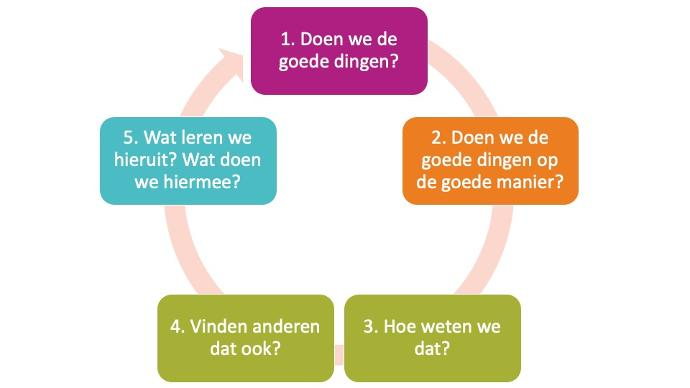 1. Doen we de
goede dingen?
2. Doen we de
goede dingen op
de goede manier?
3. Hoe weten we
dat?
4. Vinden anderen
dat ook?
5. Wat leren we
hieruit? Wat doen
we hiermee?